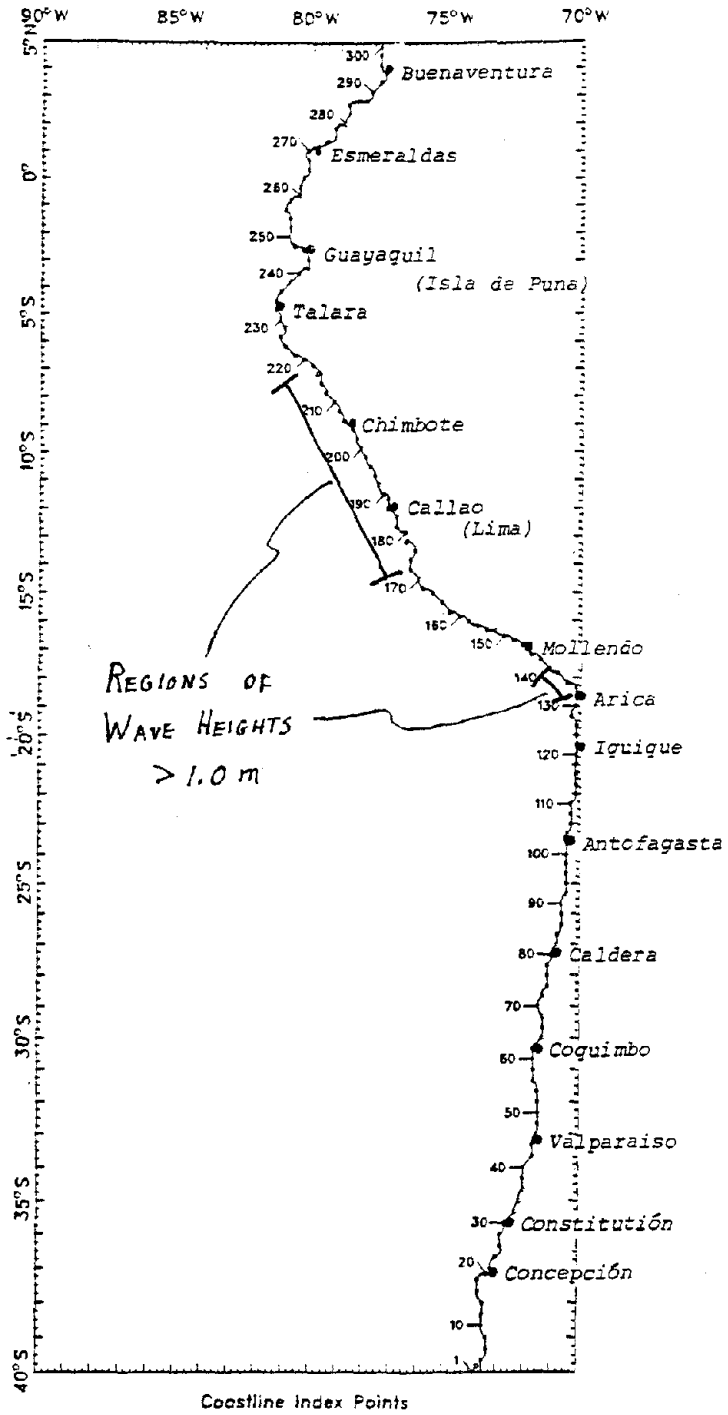 90°W 85°W 80°W 75°W 70°W
5°N
300
Buenaventura
290
280
270
Esmeraldas
0°
260
250
Guayaquil
240
(Isla de Puna)
Talara
5°S
230
220
210
Chimbote
200
10°S
190
Callao
(Lima)
180
170
15°S
160
150
Mollendo
140
REGIONS OF
WAVE HEIGHTS
> 1.0 m
130
Arica
20°S
Iquique
120
110
Antofagasta
100
25°S
90
80
Caldera
70
30°S
Coquimbo
60
50
Valparaiso
40
35°S
30
Constitución
20
Concepción
10
1
40°S
Coastline Index Points